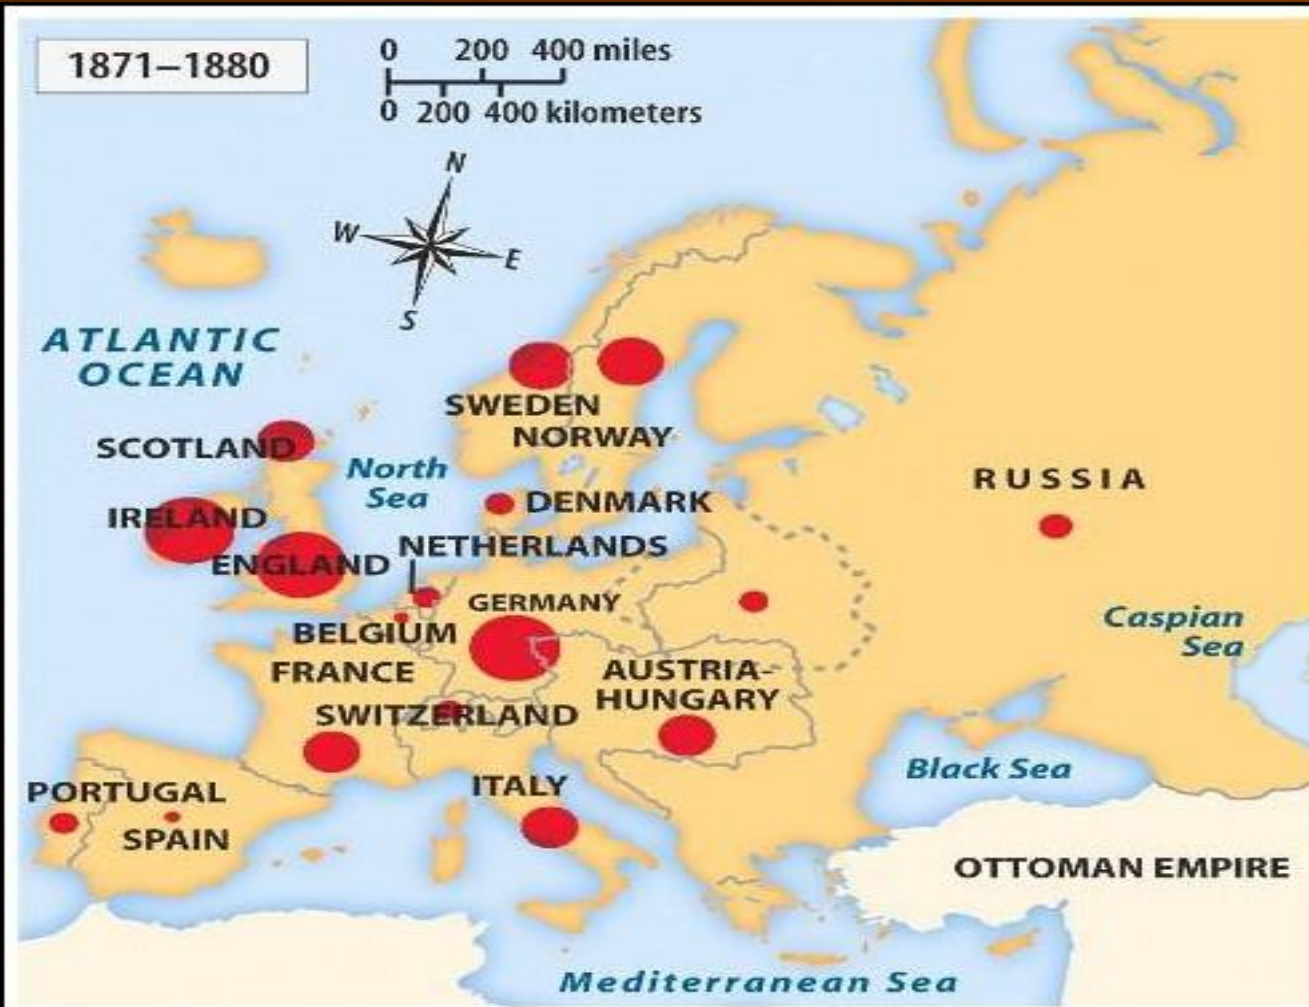 1871–1880
0 200 400 miles
0 200 400 kilometers
N
W
E
S
ATLANTIC
OCEAN
SWEDEN
NORWAY
SCOTLAND
North
Sea
RUSSIA
DENMARK
IRELAND
NETHERLANDS
ENGLAND
GERMANY
Caspian
Sea
BELGIUM
FRANCE
AUSTRIA-
HUNGARY
SWITZERLAND
Black Sea
ITALY
PORTUGAL
SPAIN
OTTOMAN EMPIRE
Mediterranean Sea